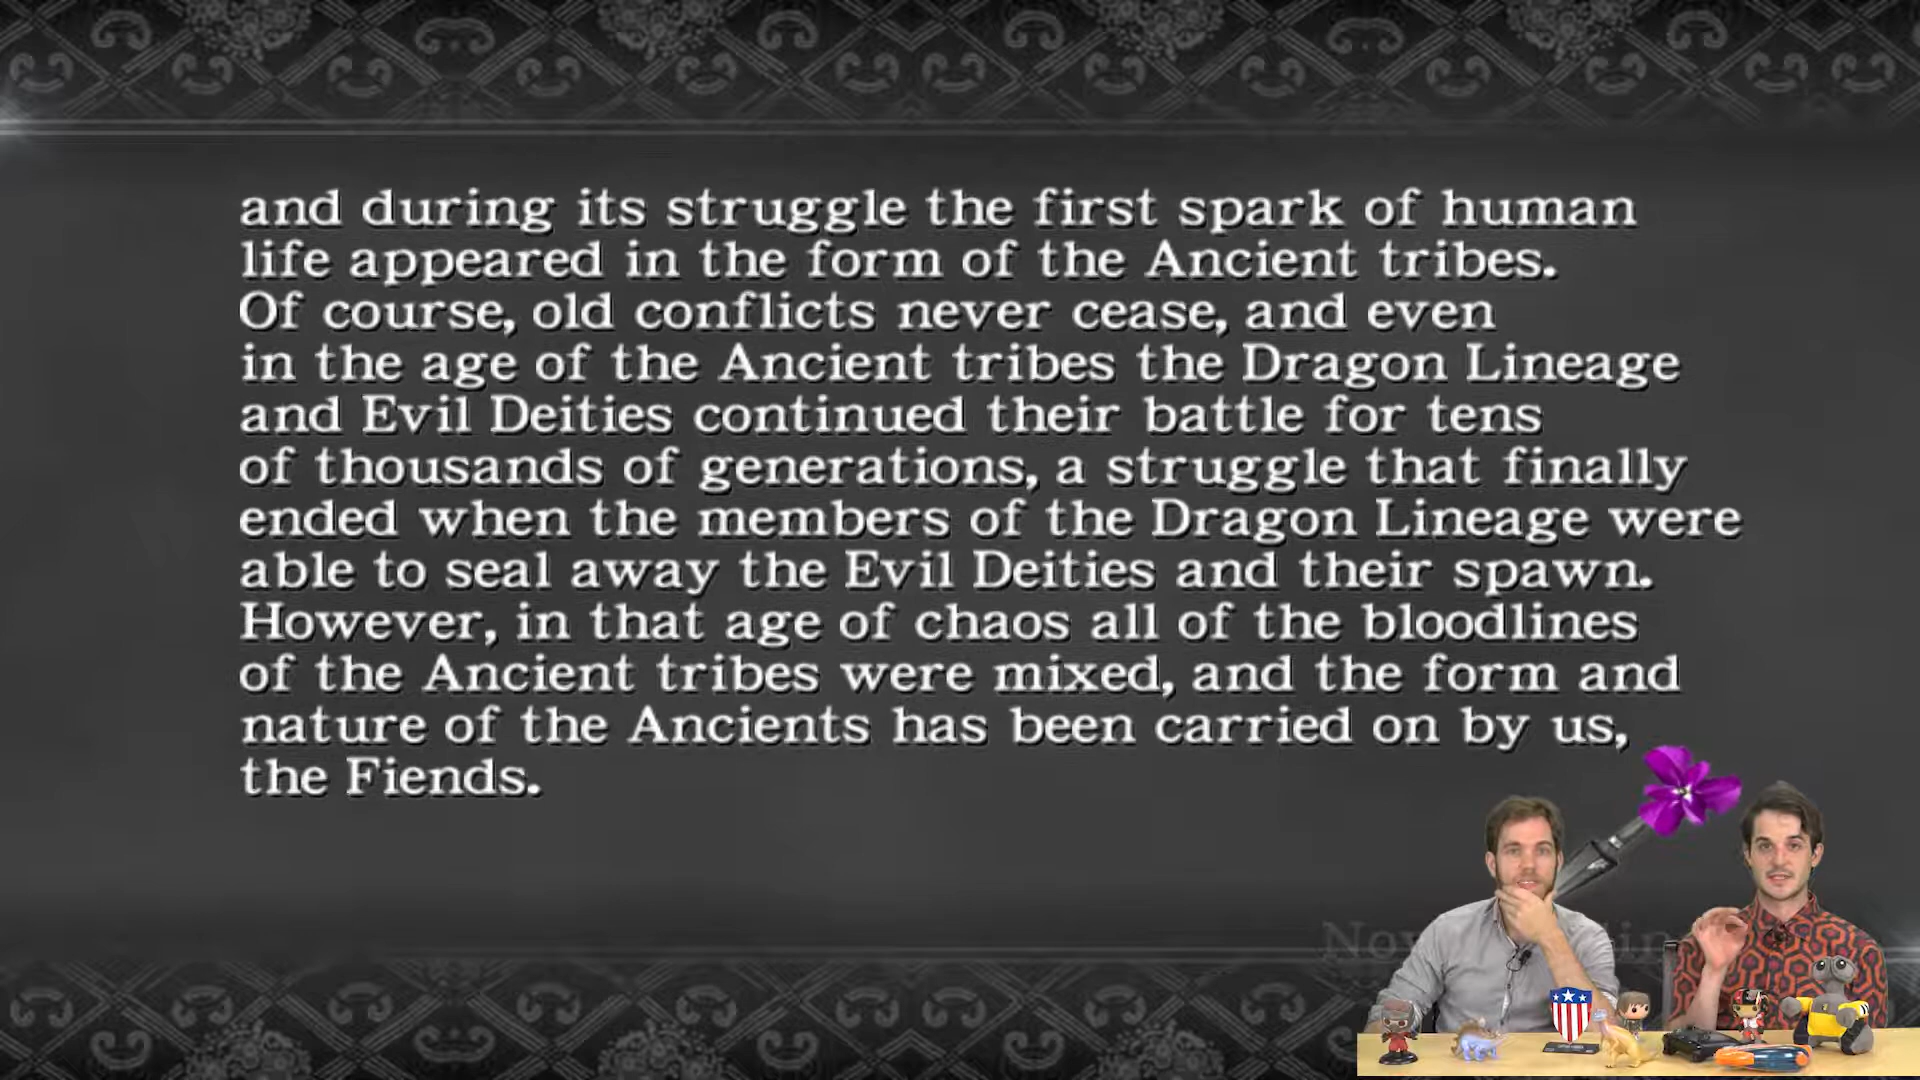 and during its struggle the first spark of human
life appeared in the form of the Ancient tribes.
Of course, old conflicts never cease, and even
in the age of the Ancient tribes the Dragon Lineage
and Evil Deities continued their battle for tens
of thousands of generations, a struggle that finally
ended when the members of the Dragon Lineage were
able to seal away the Evil Deities and their spawn.
However, in that age of chaos all of the bloodlines
of the Ancient tribes were mixed, and the form and
nature of the Ancients has been carried on by us,
the Fiends.